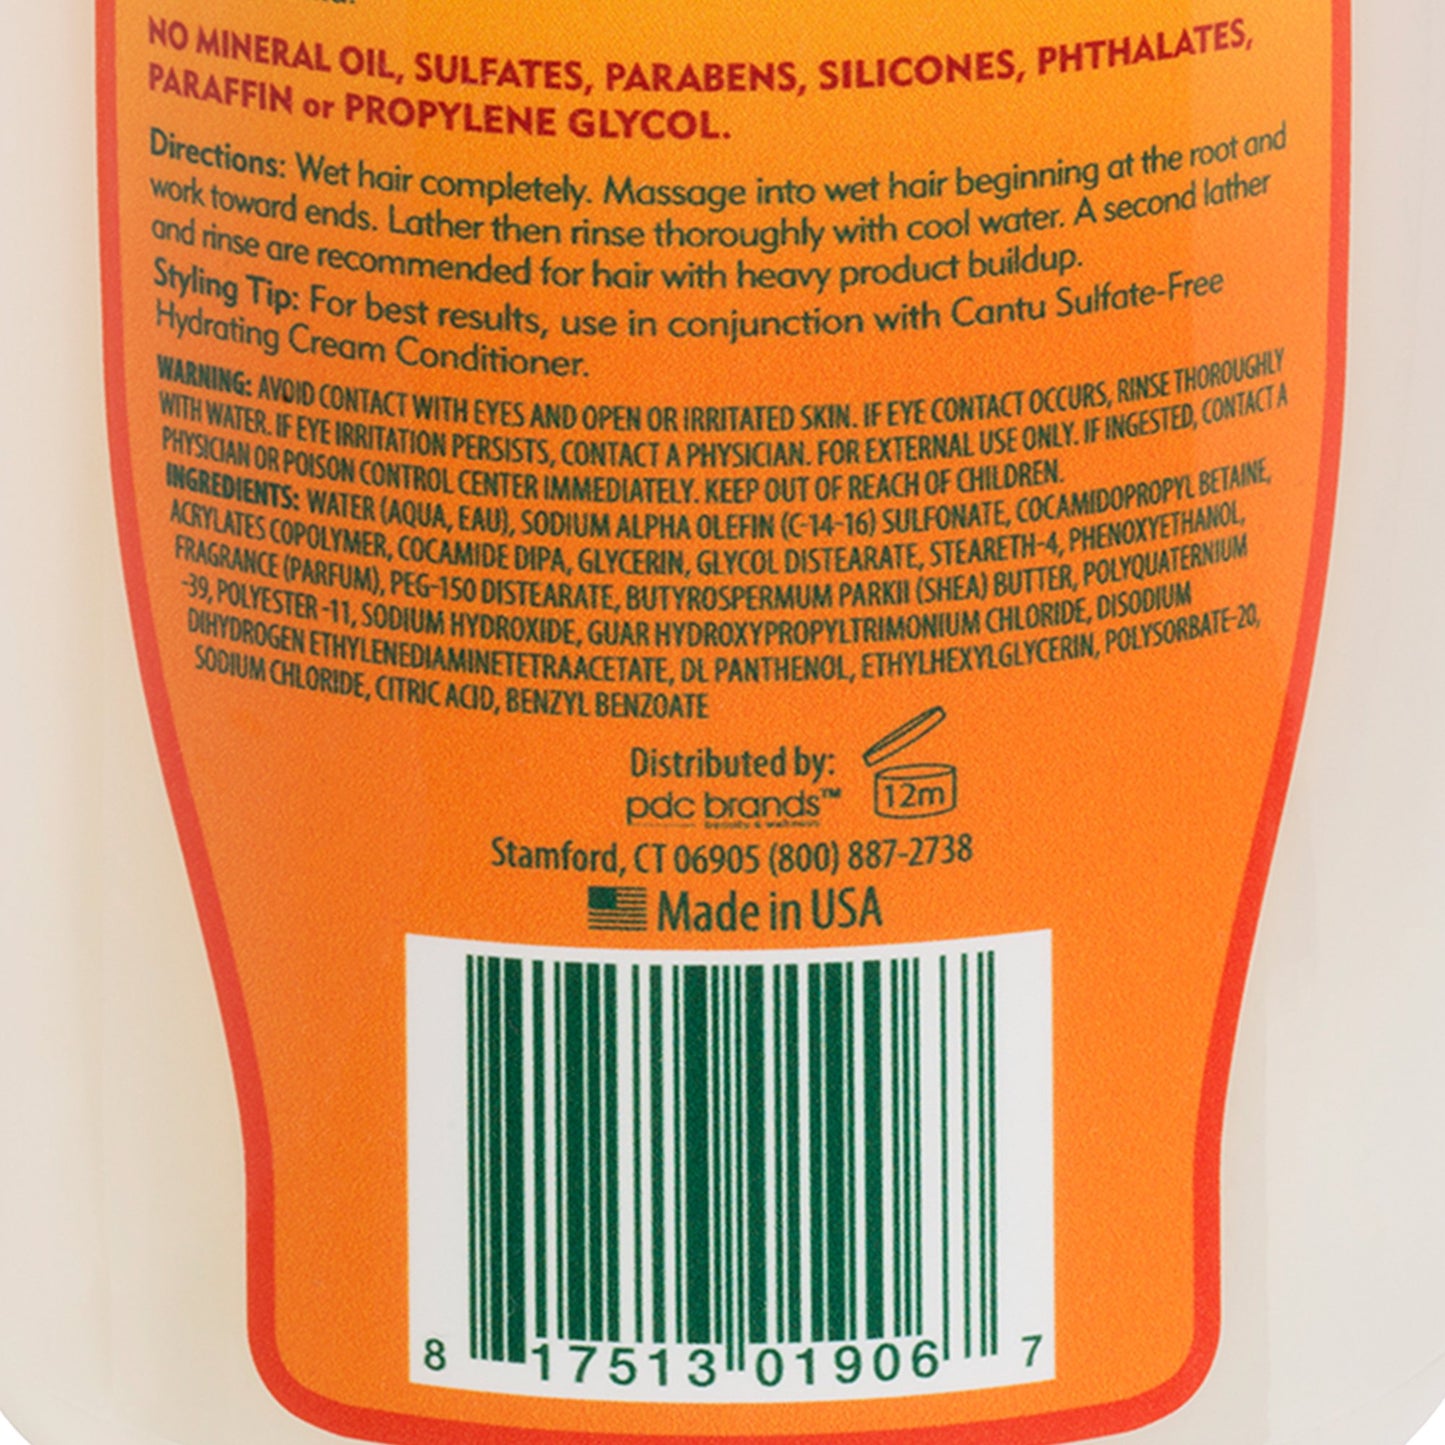 NO MINERAL OIL, SULFATES, PARABENS, SILICONES, PHTHALATES,
PARAFFIN or PROPYLENE GLYCOL.
Directions: Wet hair completely. Massage into wet hair beginning at the root and
work toward ends. Lather then rinse thoroughly with cool water. A second lather
and rinse are recommended for hair with heavy product buildup.
Styling Tip: For best results, use in conjunction with Cantu Sulfate-Free
Hydrating Cream Conditioner.
WARNING: AVOID CONTACT WITH EYES AND OPEN OR IRRITATED SKIN. IF EYE CONTACT OCCURS, RINSE THOROUGHLY
WITH WATER. IF EYE IRRITATION PERSISTS, CONTACT A PHYSICIAN. FOR EXTERNAL USE ONLY. IF INGESTED, CONTACT A
PHYSICIAN OR POISON CONTROL CENTER IMMEDIATELY. KEEP OUT OF REACH OF CHILDREN.
INGREDIENTS: WATER (AQUA, EAU), SODIUM ALPHA OLEFIN (C-14-16) SULFONATE, COCAMIDOPROPYL BETAINE,
ACRYLATES COPOLYMER, COCAMIDE DIPA, GLYCERIN, GLYCOL DISTEARATE, STEARETH-4, PHENOXYETHANOL,
FRAGRANCE (PARFUM), PEG-150 DISTEARATE, BUTYROSPERMUM PARKII (SHEA) BUTTER, POLYQUATERNIUM
-39, POLYESTER -11, SODIUM HYDROXIDE, GUAR HYDROXYPROPYLTRIMONIUM CHLORIDE, DISODIUM
DIHYDROGEN ETHYLENEDIAMINETETRAACETATE, DL PANTHENOL, ETHYLHEXYLGLYCERIN, POLYSORBATE-20,
SODIUM CHLORIDE, CITRIC ACID, BENZYL BENZOATE
Distributed by:
pdc brands™
beauty & wellness
12m
Stamford, CT 06905 (800) 887-2738
Made in USA
8 17513 01906 7